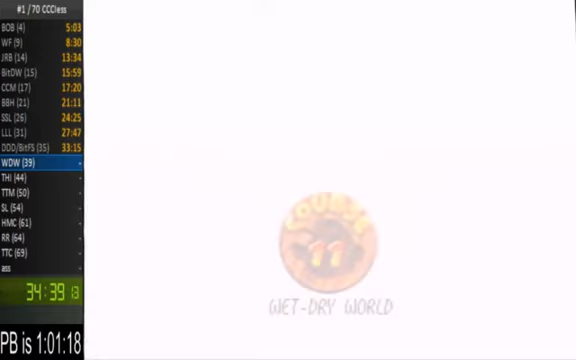 #1 / 70 CCCless
BOB (4) 5:03
WF (9) 8:30
JRB (14) 13:34
BitDW (15) 15:59
CCM (17) 17:20
BBH (21) 21:11
SSL (26) 24:25
LLL (31) 27:47
DDD/BitFS (35) 33:15
WDW (39) -
THI (44) -
TTM (50) -
SL (54) -
HMC (61) -
RR (64) -
TTC (69) -
ass -
34:39 13
PB is 1:01:18
COURSE
11
WET-DRY WORLD